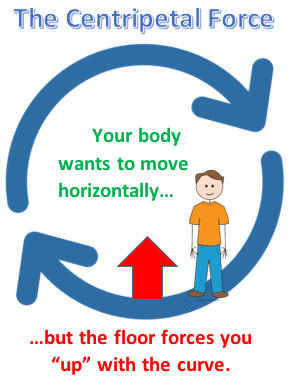 The Centripetal Force
Your body
wants to move
horizontally...
...but the floor forces you
“up” with the curve.